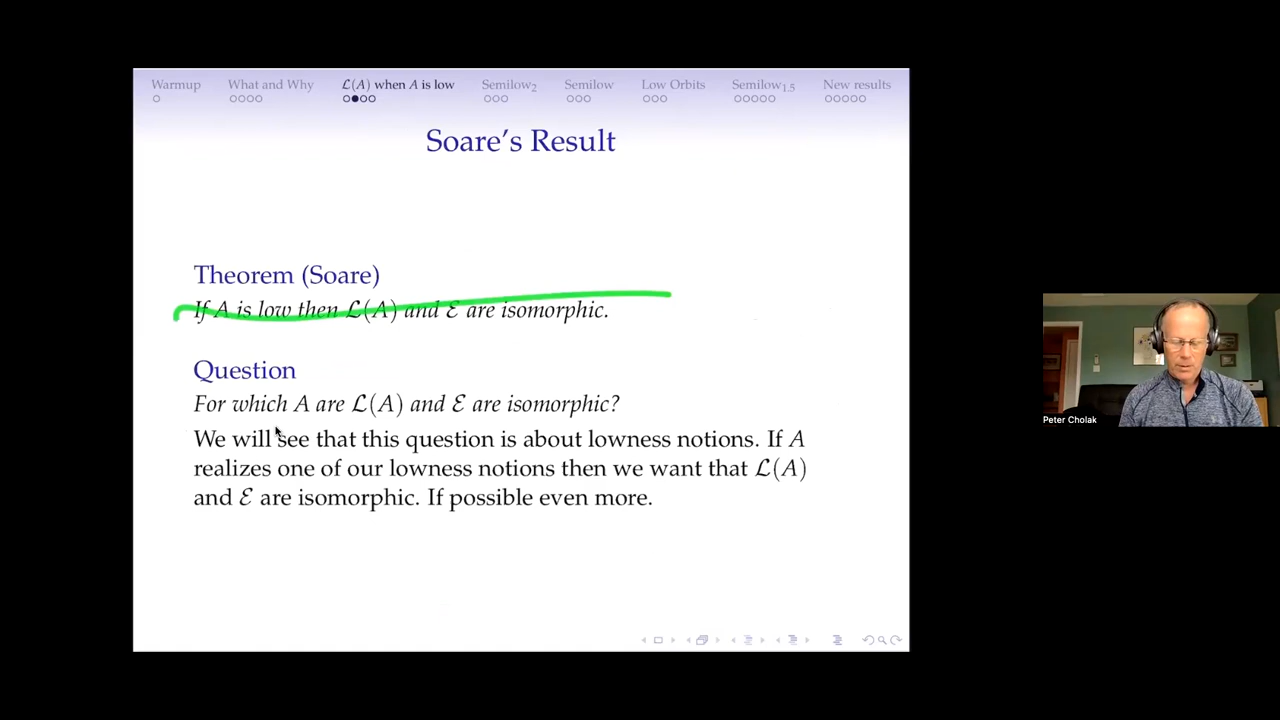 Warmup What and Why ℒ(A) when A is low Semilow₂ Semilow Low Orbits Semilow₁.₅ New results
Soare's Result
Theorem (Soare)
If A is low then ℒ(A) and ℰ are isomorphic.
Question
For which A are ℒ(A) and ℰ are isomorphic?
We will see that this question is about lowness notions. If A
realizes one of our lowness notions then we want that ℒ(A)
and ℰ are isomorphic. If possible even more.
Peter Cholak